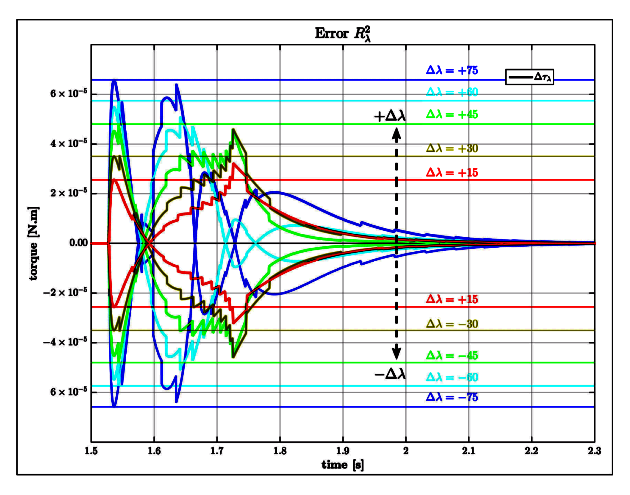 Error R²λ
Δλ = +75
Δτλ
6 × 10⁻⁵
Δλ = +60
+Δλ
Δλ = +45
4 × 10⁻⁵
Δλ = +30
Δλ = +15
2 × 10⁻⁵
0.00
torque [N.m]
−2 × 10⁻⁵
Δλ = +15
Δλ = −30
−4 × 10⁻⁵
Δλ = −45
−Δλ
Δλ = −60
6 × 10⁻⁵
Δλ = −75
1.5 1.6 1.7 1.8 1.9 2 2.1 2.2 2.3
time [s]